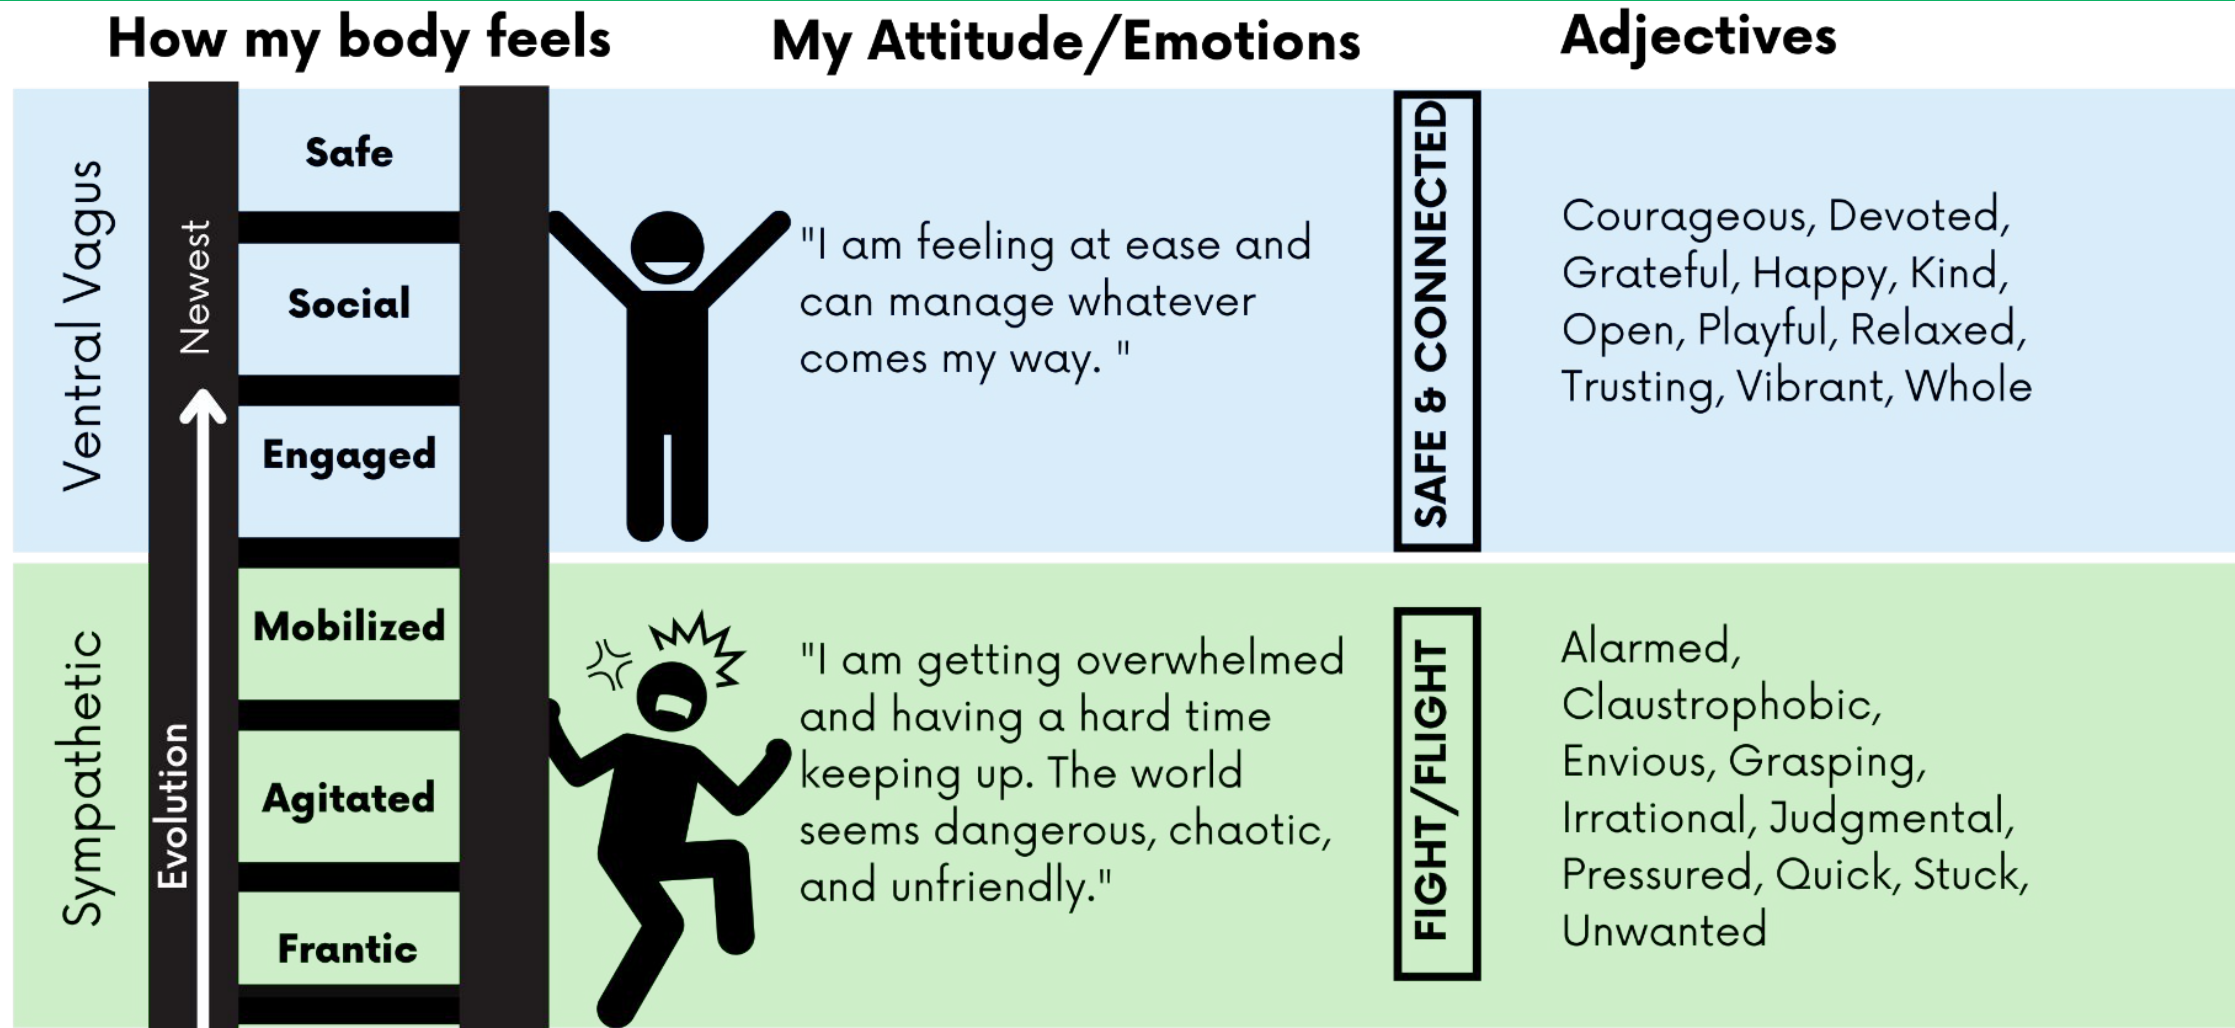 How my body feels
My Attitude/Emotions
Adjectives
Ventral Vagus
Newest
Safe
Social
Engaged
"I am feeling at ease and
can manage whatever
comes my way. "
SAFE & CONNECTED
Courageous, Devoted,
Grateful, Happy, Kind,
Open, Playful, Relaxed,
Trusting, Vibrant, Whole
Sympathetic
Evolution
Mobilized
Agitated
Frantic
"I am getting overwhelmed
and having a hard time
keeping up. The world
seems dangerous, chaotic,
and unfriendly."
FIGHT/FLIGHT
Alarmed,
Claustrophobic,
Envious, Grasping,
Irrational, Judgmental,
Pressured, Quick, Stuck,
Unwanted